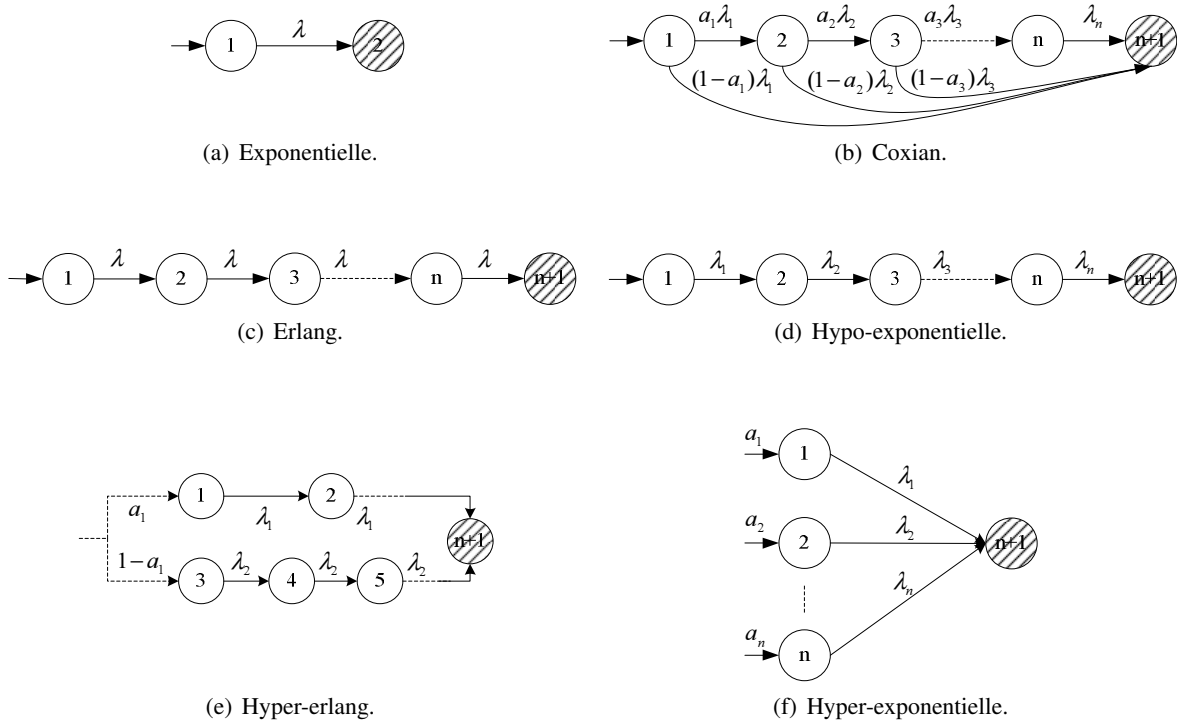 1 λ 2
(a) Exponentielle.
a₁λ₁ a₂λ₂ a₃λ₃ λₙ
1 2 3 n n+1
(1−a₁)λ₁ (1−a₂)λ₂ (1−a₃)λ₃
(b) Coxian.
λ λ λ λ
1 2 3 n n+1
(c) Erlang.
λ₁ λ₂ λ₃ λₙ
1 2 3 n n+1
(d) Hypo-exponentielle.
1 2
a₁ λ₁ λ₁
n+1
1−a₁ λ₂ λ₂ λ₂
3 4 5
(e) Hyper-erlang.
a₁ 1 λ₁
a₂ 2 λ₂ n+1
λₙ
aₙ n
(f) Hyper-exponentielle.